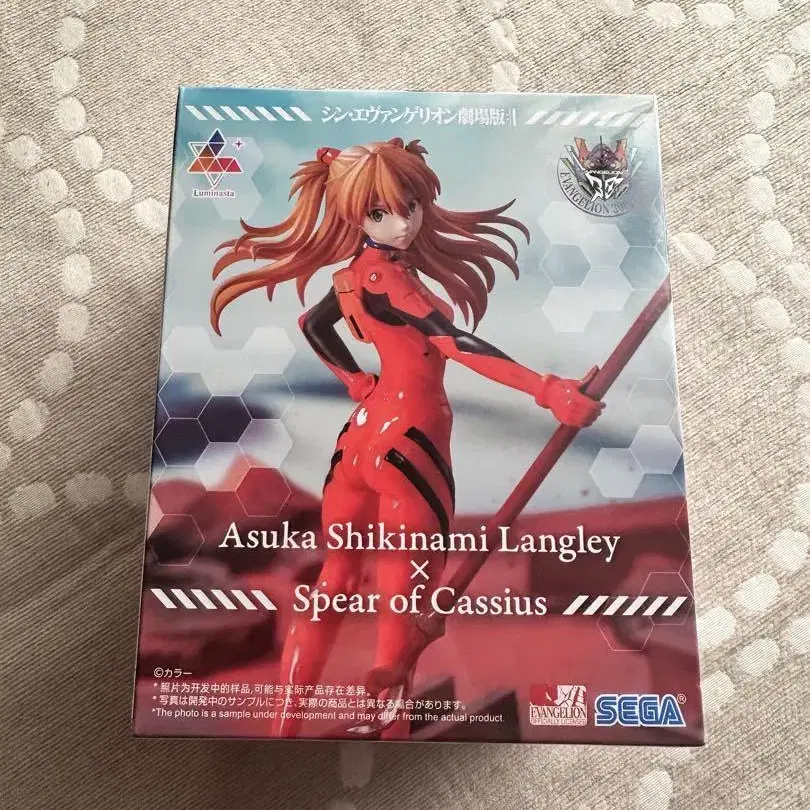 シン・エヴァンゲリオン劇場版:||
Luminasta
EVANGELION
EVANGELION
Asuka Shikinami Langley
×
Spear of Cassius
©カラー
* 照片为开发中的样品,可能与实际产品存在差异。
* 写真は開発中のサンプルにつき、実際の商品とは異なる場合があります。
*The photo is a sample under development and may differ from the actual product.
EVANGELION
OFFICIALLY LICENSED
SEGA®